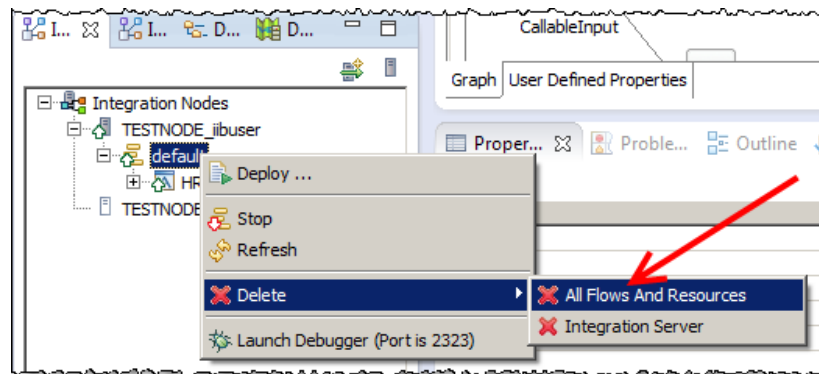 I... I... D... D...
CallableInput
Graph User Defined Properties
Integration Nodes
TESTNODE_iibuser
default
HR
TESTNODE
Proper... Proble... Outline
Deploy ...
Stop
Refresh
Delete
All Flows And Resources
Integration Server
Launch Debugger (Port is 2323)